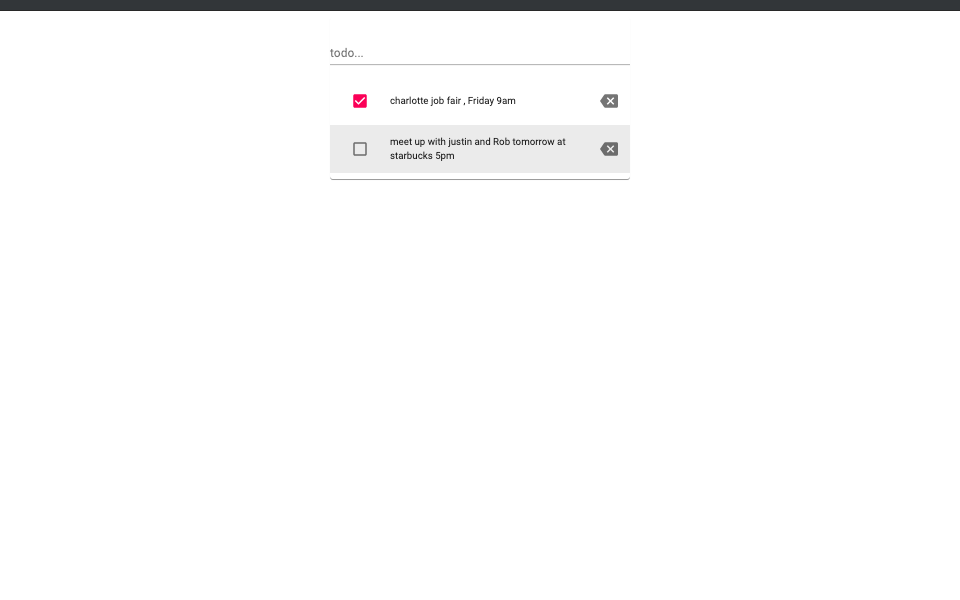 todo...
charlotte job fair , Friday 9am
meet up with justin and Rob tomorrow at
starbucks 5pm